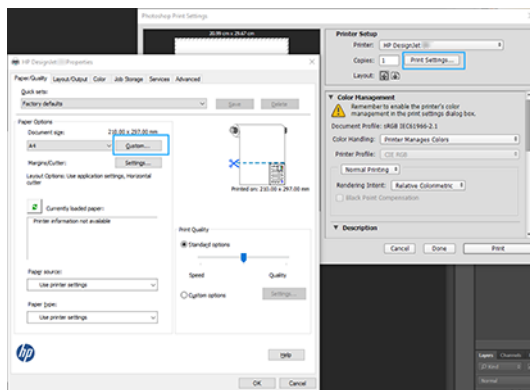 Photoshop Print Settings
20.99 cm x 29.67 cm
Printer Setup
Printer: HP DesignJet
Copies: 1 Print Settings...
Layout:
Color Management
Remember to enable the printer's color
management in the print settings dialog box.
Document Profile: sRGB IEC61966-2.1
Color Handling: Printer Manages Colors
Printer Profile: CIE RGB
Normal Printing
Rendering Intent: Relative Colorimetric
Black Point Compensation
Description
Cancel Done Print
Layers Channels
Kind
Normal
HP DesignJet Properties
Paper/Quality Layout/Output Color Job Storage Services Advanced
Quick sets:
Factory defaults Save Delete
Paper Options
Document size: 210.00 x 297.00 mm
A4 Custom...
Margins/Cutter: Settings...
Layout Options: Use application settings, Horizontal
cutter
Currently loaded paper:
Printer information not available
Paper source:
Use printer settings
Paper type:
Use printer settings
Printed on: 210.00 x 297.00 mm
Print Quality
Standard options
Speed Quality
Custom options Settings...
hp
Help
OK Cancel